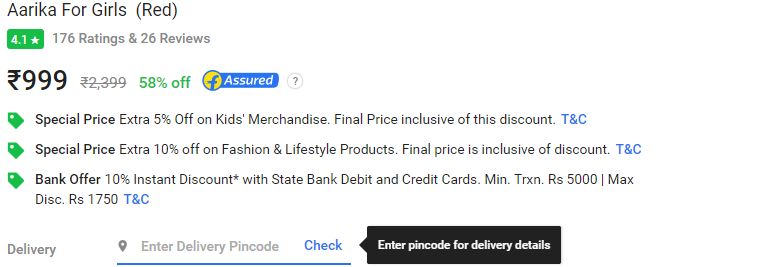 Aarika For Girls (Red)
4.1 ★ 176 Ratings & 26 Reviews
₹999 ₹2,399 58% off Assured ?
Special Price Extra 5% Off on Kids' Merchandise. Final Price inclusive of this discount. T&C
Special Price Extra 10% off on Fashion & Lifestyle Products. Final price is inclusive of discount. T&C
Bank Offer 10% Instant Discount* with State Bank Debit and Credit Cards. Min. Trxn. Rs 5000 | Max
Disc. Rs 1750 T&C
Delivery Enter Delivery Pincode Check Enter pincode for delivery details